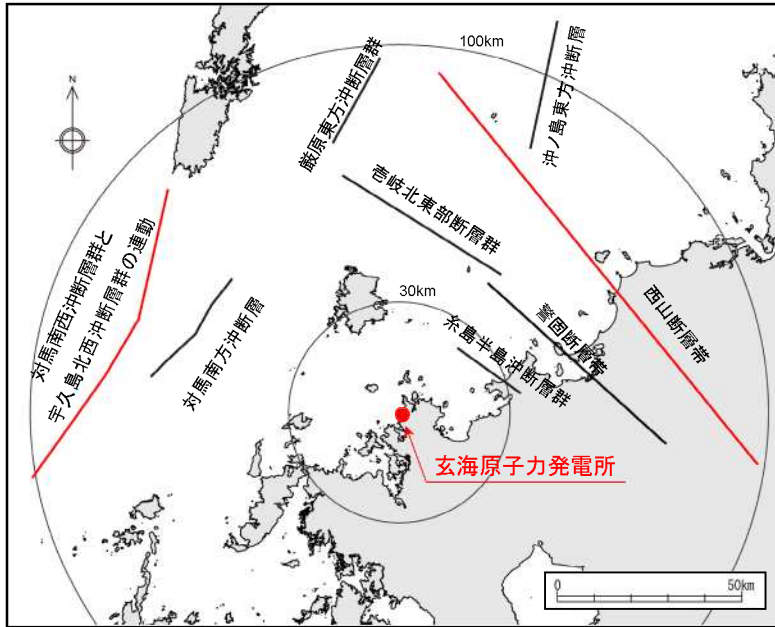 100km
N
厳原東方沖断層群
沖ノ島東方沖断層
壱岐北東部断層群
対馬南西沖断層群と
宇久島北西沖断層群の連動
対馬南方沖断層
30km
糸島半島沖断層群
警固断層帯
西山断層帯
玄海原子力発電所
0
50km